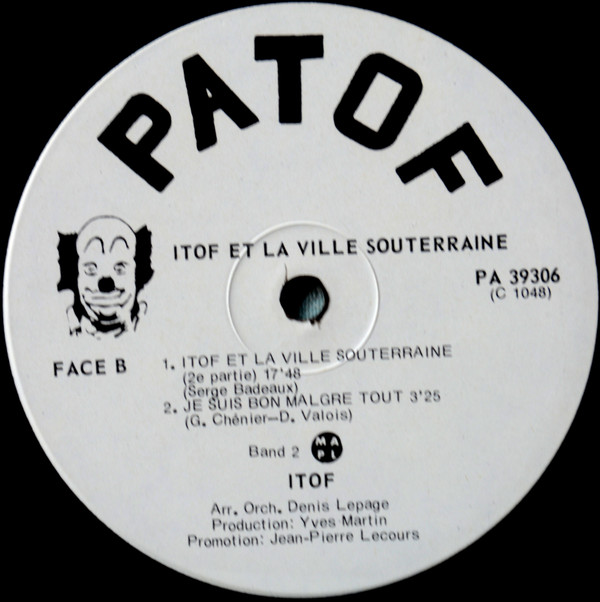 PATOF
ITOF ET LA VILLE SOUTERRAINE
PA 39306
(C 1048)
FACE B
1. ITOF ET LA VILLE SOUTERRAINE
(2e partie) 17'48
(Serge Badeaux)
2. JE SUIS BON MALGRE TOUT 3'25
(G. Chénier—D. Valois)
Band 2 MAPL
ITOF
Arr. Orch. Denis Lepage
Production: Yves Martin
Promotion: Jean-Pierre Lecours